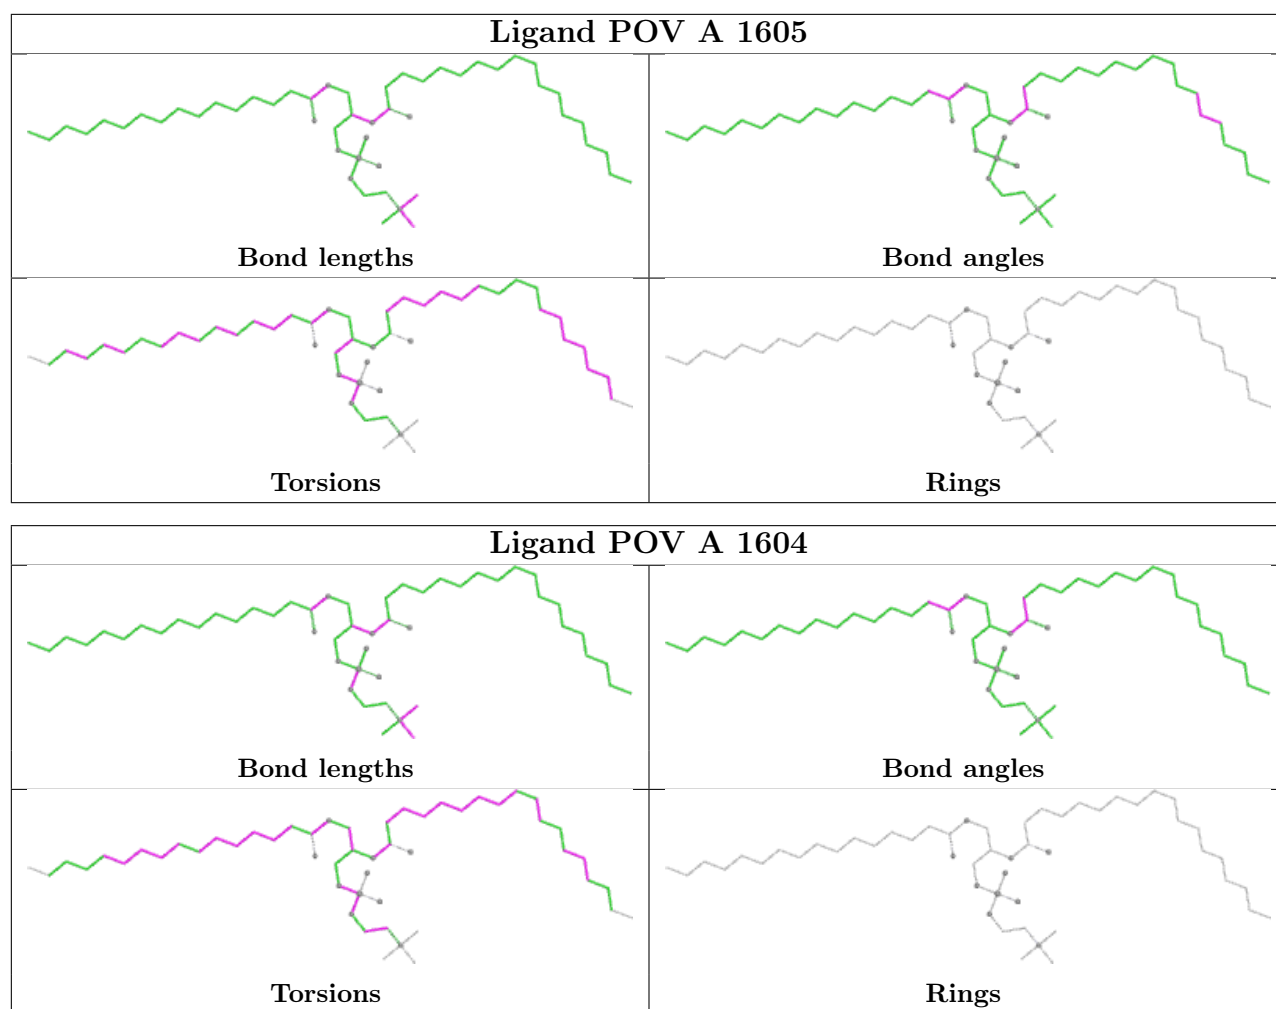 Ligand POV A 1605
Bond lengths
Bond angles
Torsions
Rings
Ligand POV A 1604
Bond lengths
Bond angles
Torsions
Rings